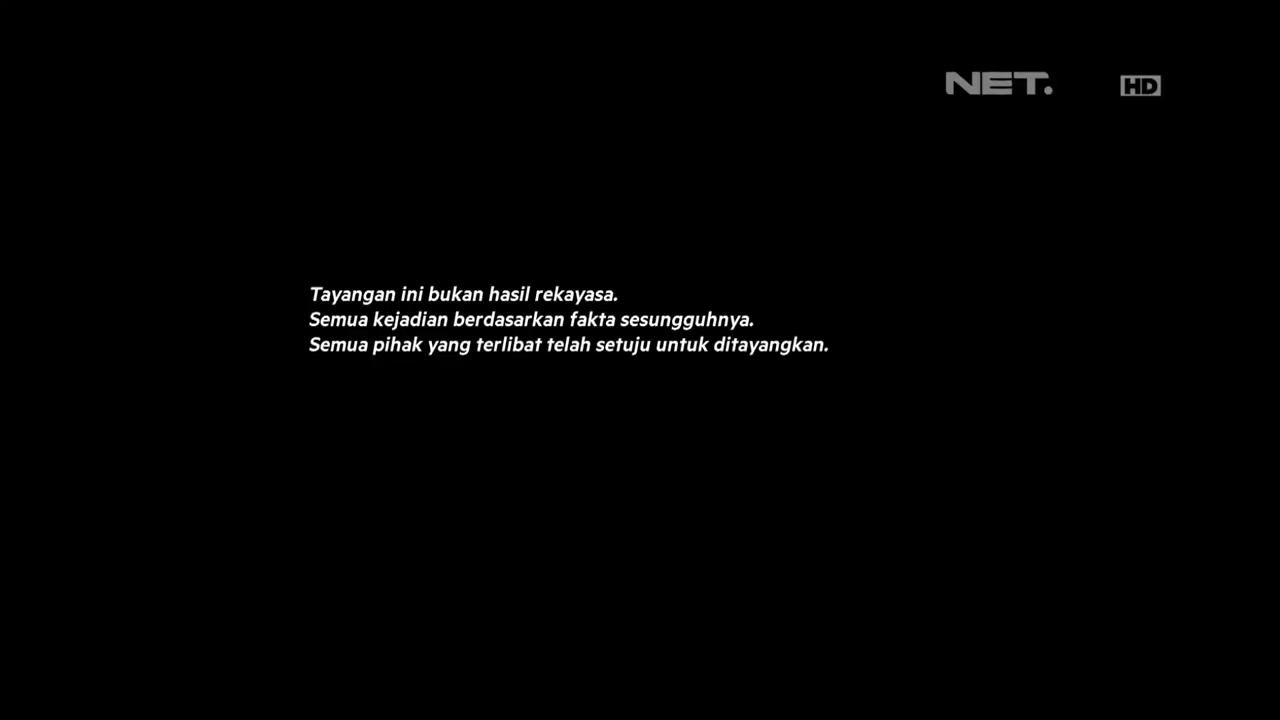 NET. HD
Tayangan ini bukan hasil rekayasa.
Semua kejadian berdasarkan fakta sesungguhnya.
Semua pihak yang terlibat telah setuju untuk ditayangkan.